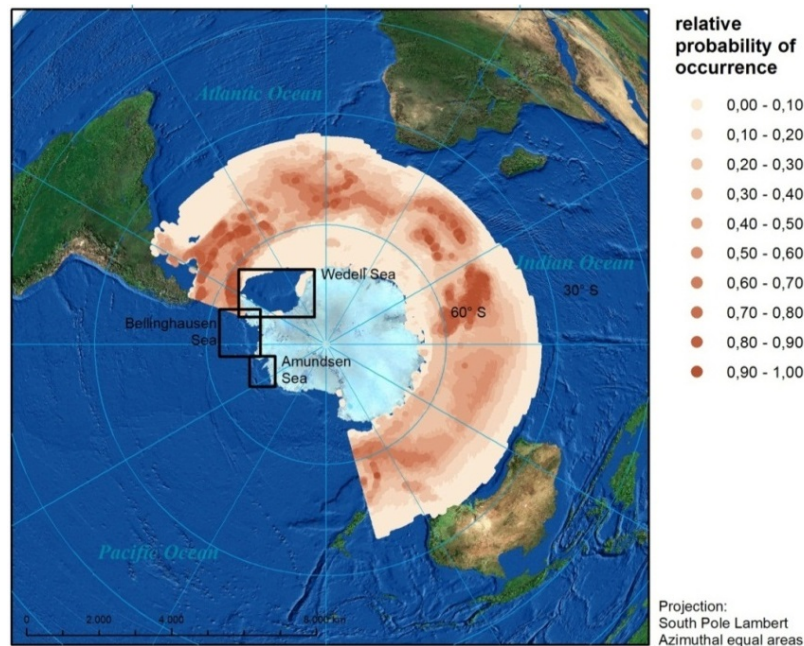 relative
probability of
occurrence
0,00 - 0,10
0,10 - 0,20
0,20 - 0,30
0,30 - 0,40
0,40 - 0,50
0,50 - 0,60
0,60 - 0,70
0,70 - 0,80
0,80 - 0,90
0,90 - 1,00
Atlantic Ocean
Indian Ocean
Wedell Sea
30° S
60° S
Bellinghausen
Sea
Amundsen
Sea
Pacific Ocean
0 2.000 4.000 6.000 km
Projection:
South Pole Lambert
Azimuthal equal areas